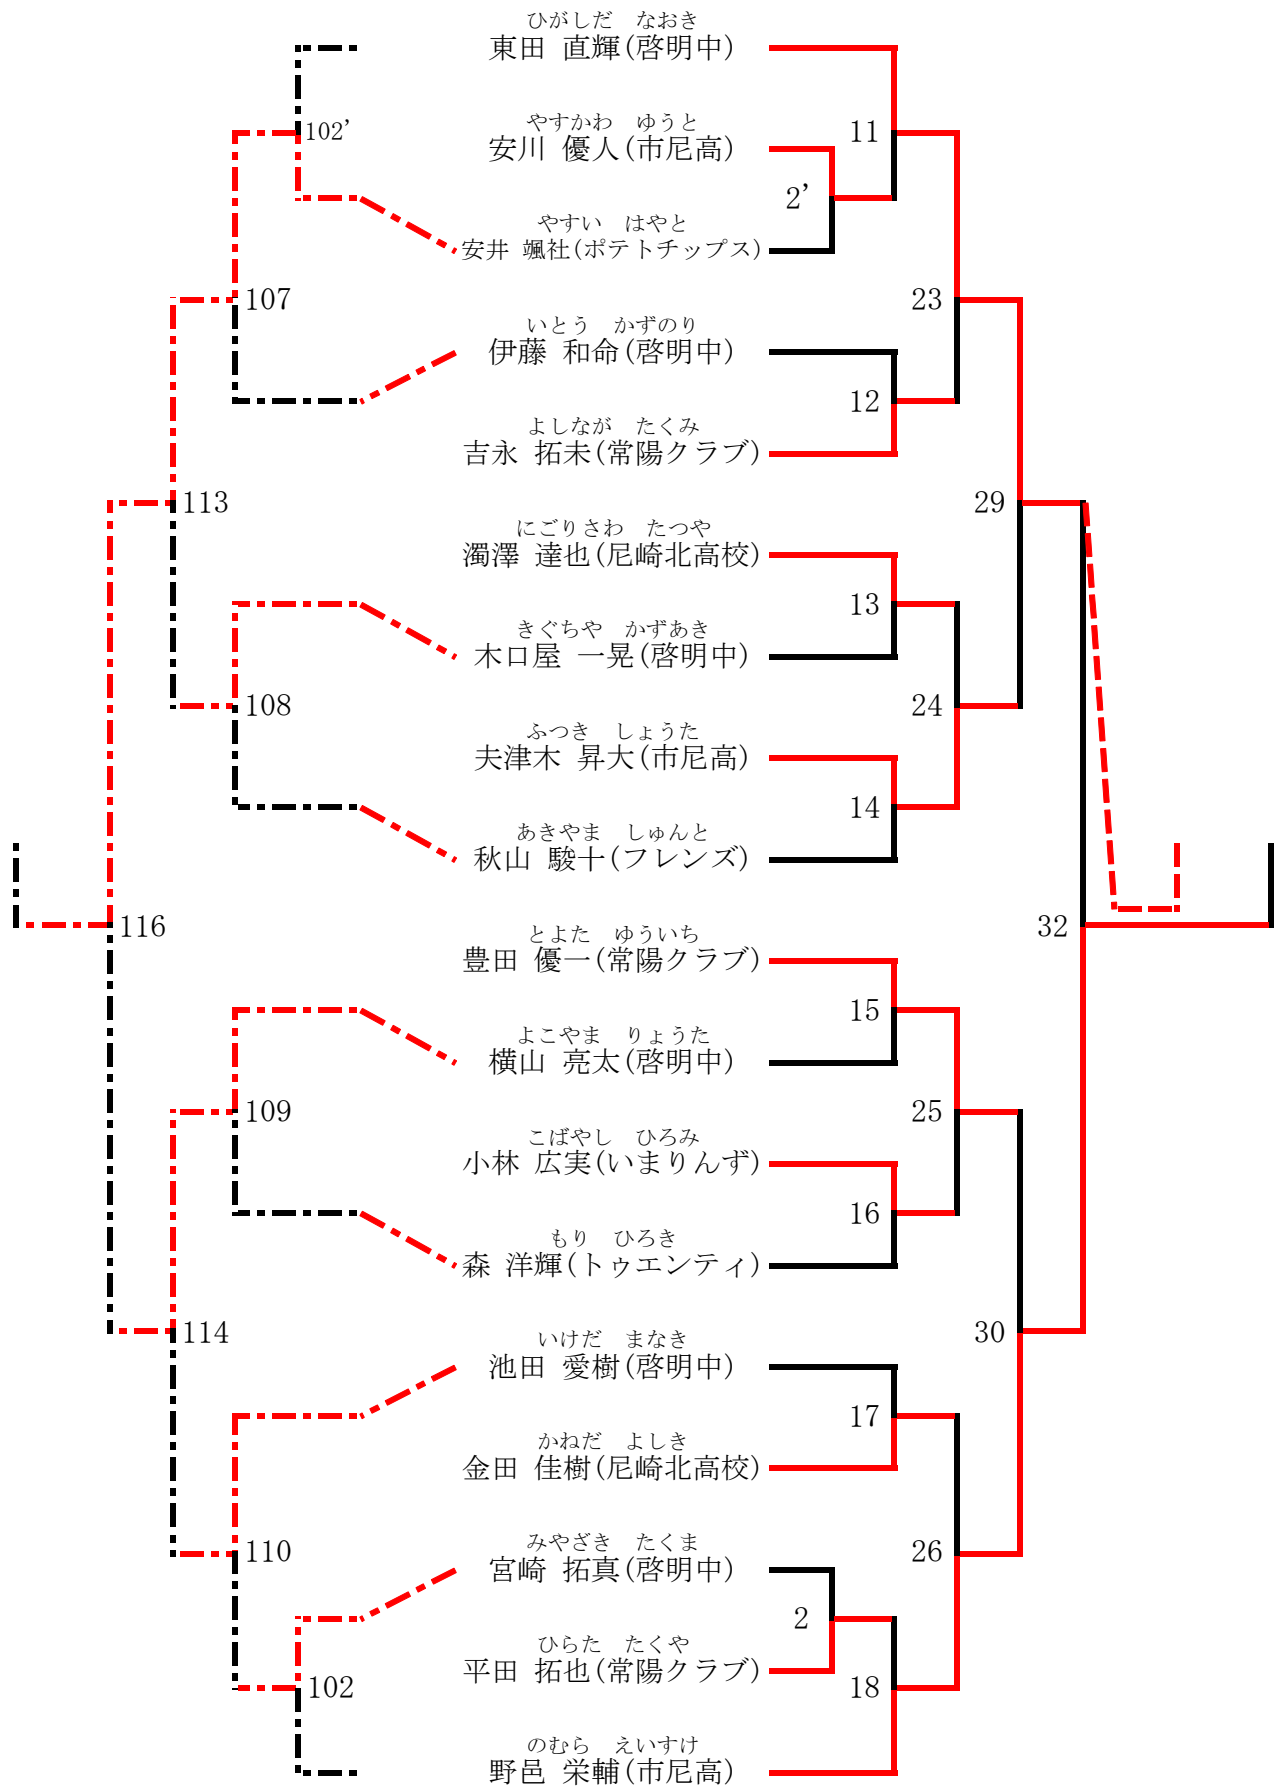 ひがしだ　なおき
東田 直輝(啓明中)
102'
やすかわ　ゆうと
安川 優人(市尼高)
11
2'
やすい　はやと
安井 颯社(ポテトチップス)
107
いとう　かずのり
伊藤 和命(啓明中)
23
12
よしなが　たくみ
吉永 拓未(常陽クラブ)
113
にごりさわ　たつや
濁澤 達也(尼崎北高校)
29
13
きぐちや　かずあき
木口屋 一晃(啓明中)
108
ふつき　しょうた
夫津木 昇大(市尼高)
24
14
あきやま　しゅんと
秋山 駿十(フレンズ)
116
とよた　ゆういち
豊田 優一(常陽クラブ)
32
15
よこやま　りょうた
横山 亮太(啓明中)
109
こばやし　ひろみ
小林 広実(いまりんず)
25
16
もり　ひろき
森 洋輝(トゥエンティ)
114
いけだ　まなき
池田 愛樹(啓明中)
30
17
かねだ　よしき
金田 佳樹(尼崎北高校)
110
みやざき　たくま
宮崎 拓真(啓明中)
26
2
ひらた　たくや
平田 拓也(常陽クラブ)
102
18
のむら　えいすけ
野邑 栄輔(市尼高)